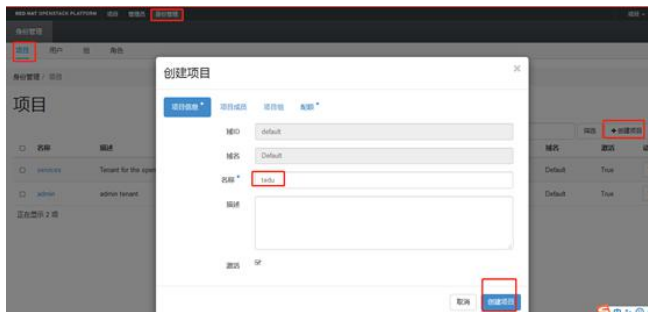 RED HAT OPENSTACK PLATFORM 项目 管理员 身份管理
身份管理
项目 用户 组 角色
身份管理 / 项目
项目
创建项目 ×
项目信息 * 项目成员 项目组 配额 *
域ID default
域名 Default
名称 * txdu
描述
激活
取消 创建项目
筛选 +创建项目
名称 描述 域名 激活
services Tenant for the open Default True
admin admin tenant Default True
正在显示 2 项